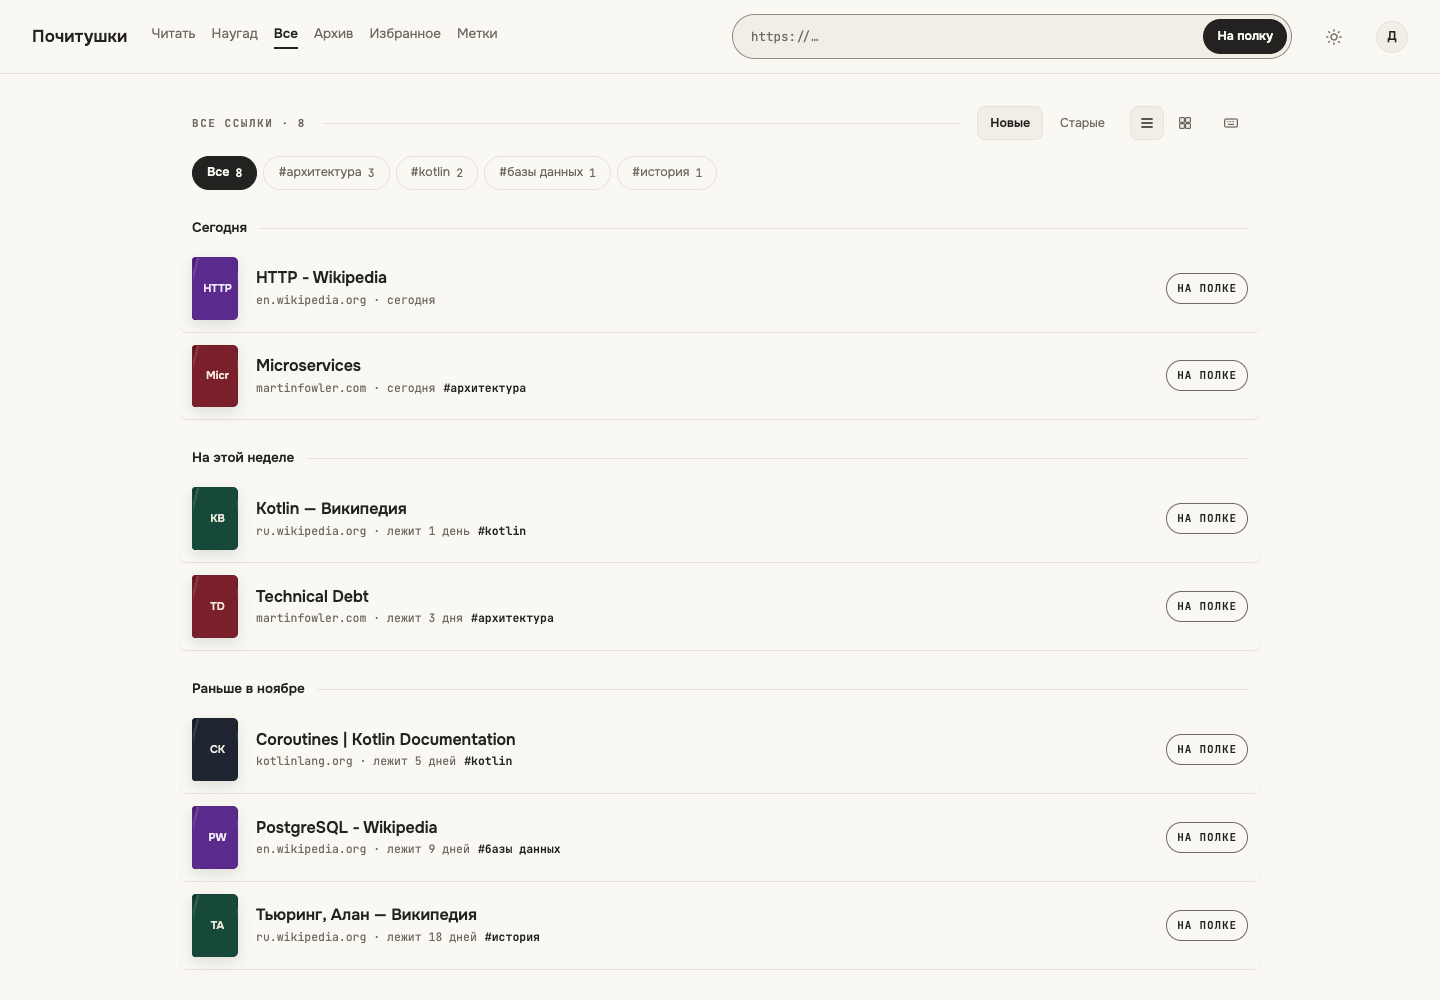 Почитушки Читать Наугад Все Архив Избранное Метки https://… На полку Д
ВСЕ ССЫЛКИ · 8 Новые Старые
Все 8 #архитектура 3 #kotlin 2 #базы данных 1 #история 1
Сегодня
HTTP HTTP - Wikipedia
en.wikipedia.org · сегодня
НА ПОЛКЕ
Micr Microservices
martinfowler.com · сегодня #архитектура
НА ПОЛКЕ
На этой неделе
КВ Kotlin — Википедия
ru.wikipedia.org · лежит 1 день #kotlin
НА ПОЛКЕ
TD Technical Debt
martinfowler.com · лежит 3 дня #архитектура
НА ПОЛКЕ
Раньше в ноябре
CK Coroutines | Kotlin Documentation
kotlinlang.org · лежит 5 дней #kotlin
НА ПОЛКЕ
PW PostgreSQL - Wikipedia
en.wikipedia.org · лежит 9 дней #базы данных
НА ПОЛКЕ
ТА Тьюринг, Алан — Википедия
ru.wikipedia.org · лежит 18 дней #история
НА ПОЛКЕ